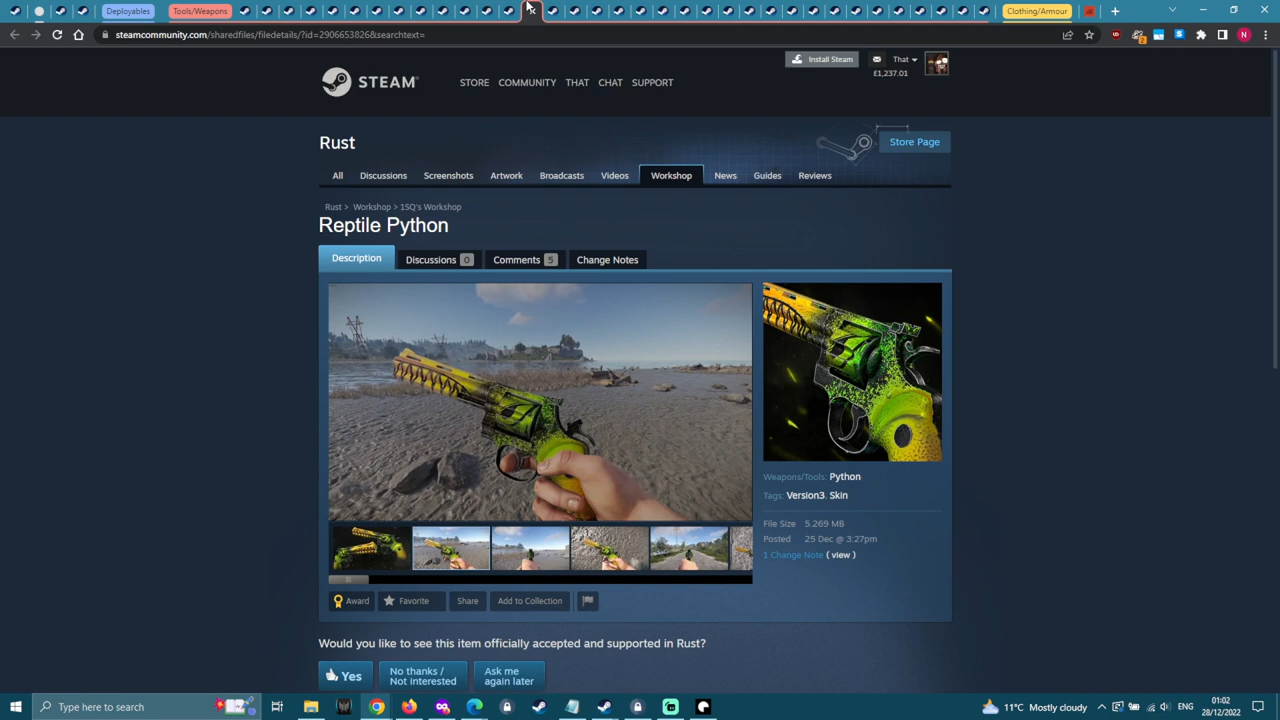 Deployables
Tools/Weapons
Clothing/Armour
steamcommunity.com/sharedfiles/filedetails/?id=2906653826&searchtext=
N
STEAM
STORE COMMUNITY THAT CHAT SUPPORT
Install Steam
That
£1,237.01
Rust
Store Page
All Discussions Screenshots Artwork Broadcasts Videos Workshop News Guides Reviews
Rust > Workshop > 1SQ's Workshop
Reptile Python
Description Discussions 0 Comments 5 Change Notes
Weapons/Tools: Python
Tags: Version3, Skin
File Size 5.269 MB
Posted 25 Dec @ 3:27pm
1 Change Note ( view )
Award Favorite Share Add to Collection
Would you like to see this item officially accepted and supported in Rust?
Yes
No thanks /
Not interested
Ask me
again later
Type here to search
11°C Mostly cloudy
ENG
01:02
28/12/2022